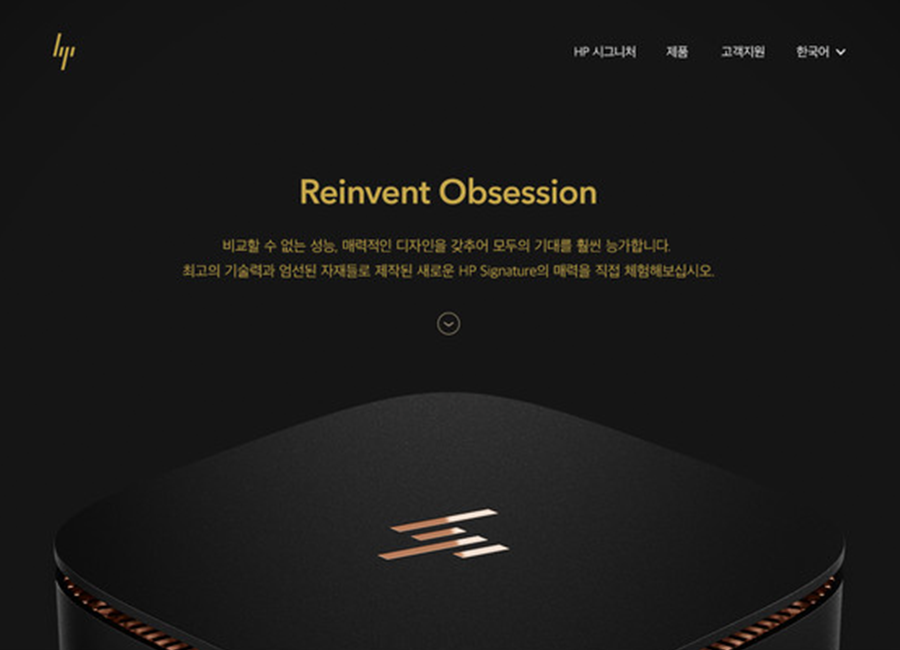 hp
HP 시그니처 제품 고객지원 한국어
Reinvent Obsession
비교할 수 없는 성능, 매력적인 디자인을 갖추어 모두의 기대를 훨씬 능가합니다.
최고의 기술력과 엄선된 자재들로 제작된 새로운 HP Signature의 매력을 직접 체험해보십시오.